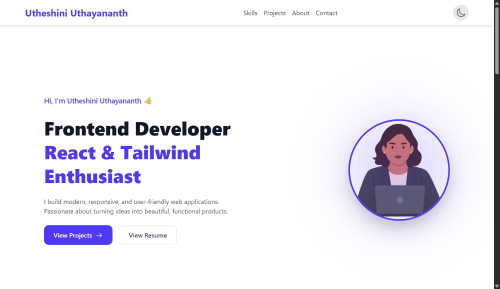 Utheshini Uthayananth
Skills Projects About Contact
Hi, I'm Utheshini Uthayananth 👋
Frontend Developer
React & Tailwind
Enthusiast
I build modern, responsive, and user-friendly web applications.
Passionate about turning ideas into beautiful, functional products.
View Projects → View Resume